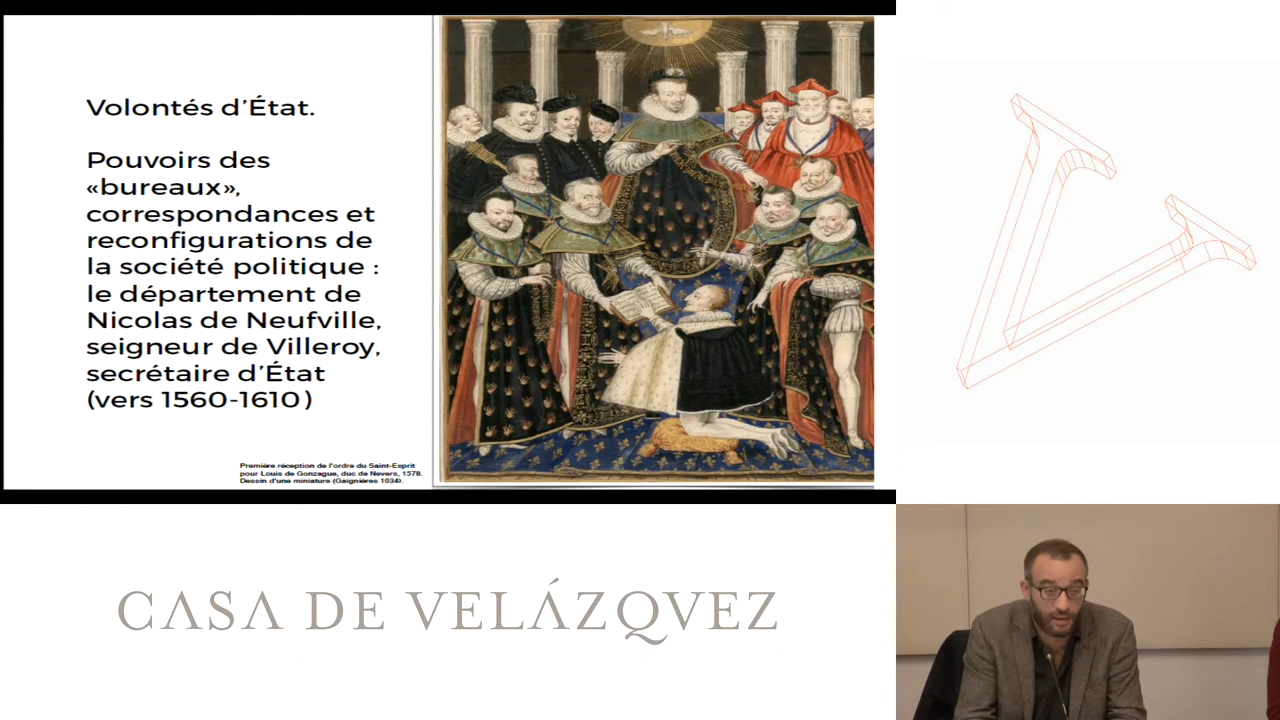 Volontés d'État.
Pouvoirs des
«bureaux»,
correspondances et
reconfigurations de
la société politique :
le département de
Nicolas de Neufville,
seigneur de Villeroy,
secrétaire d'État
(vers 1560-1610)
Première réception de l'ordre du Saint-Esprit
pour Louis de Gonzague, duc de Nevers, 1578.
Dessin d'une miniature (Gaignières 1034).
CASA DE VELÁZQVEZ